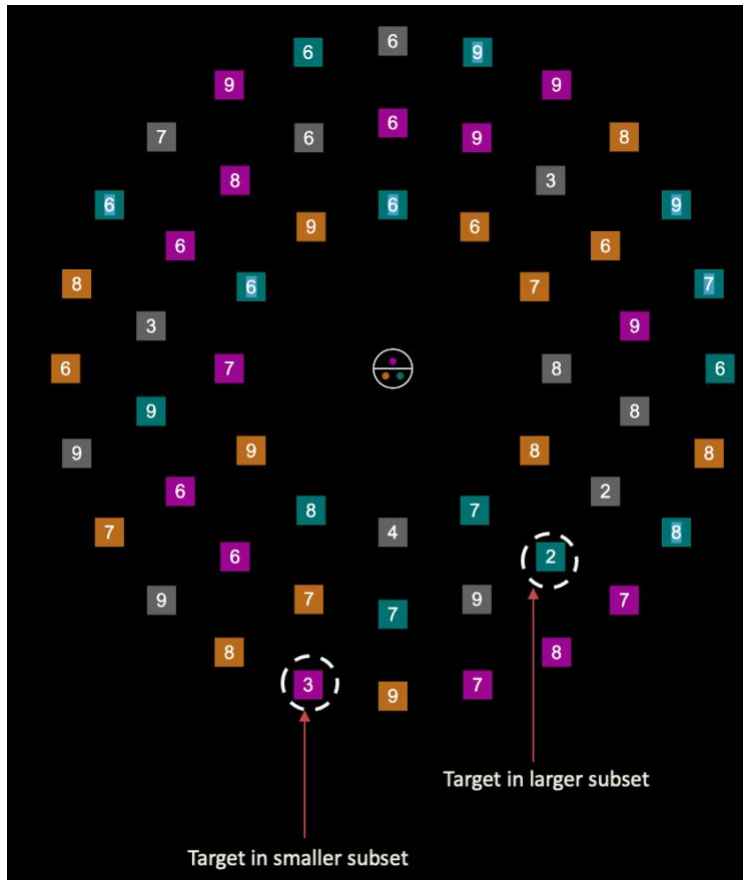 6
6 9
9 9
7 6 6 9 8
8 3
6 6 9
6 9 6 6
8 6 7 7
3 9
6 7 8 6
9 8
9 9 8 8
6 2
7 8 7 8
6 4 2
9 7 9 7
7
8 8
3 7
9
Target in larger subset
Target in smaller subset